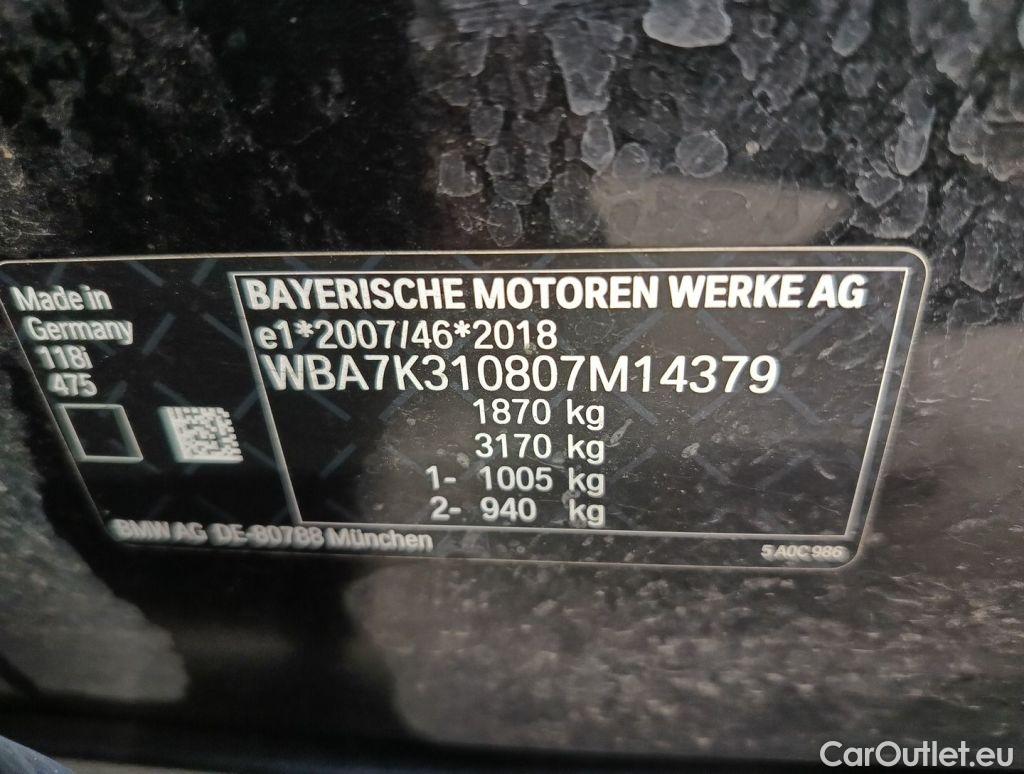 Made in
Germany
118i
475
BAYERISCHE MOTOREN WERKE AG
e1*2007/46*2018
WBA7K310807M14379
1870 kg
3170 kg
1- 1005 kg
2- 940 kg
BMW AG DE-80788 München
5 A0C 986
CarOutlet.eu